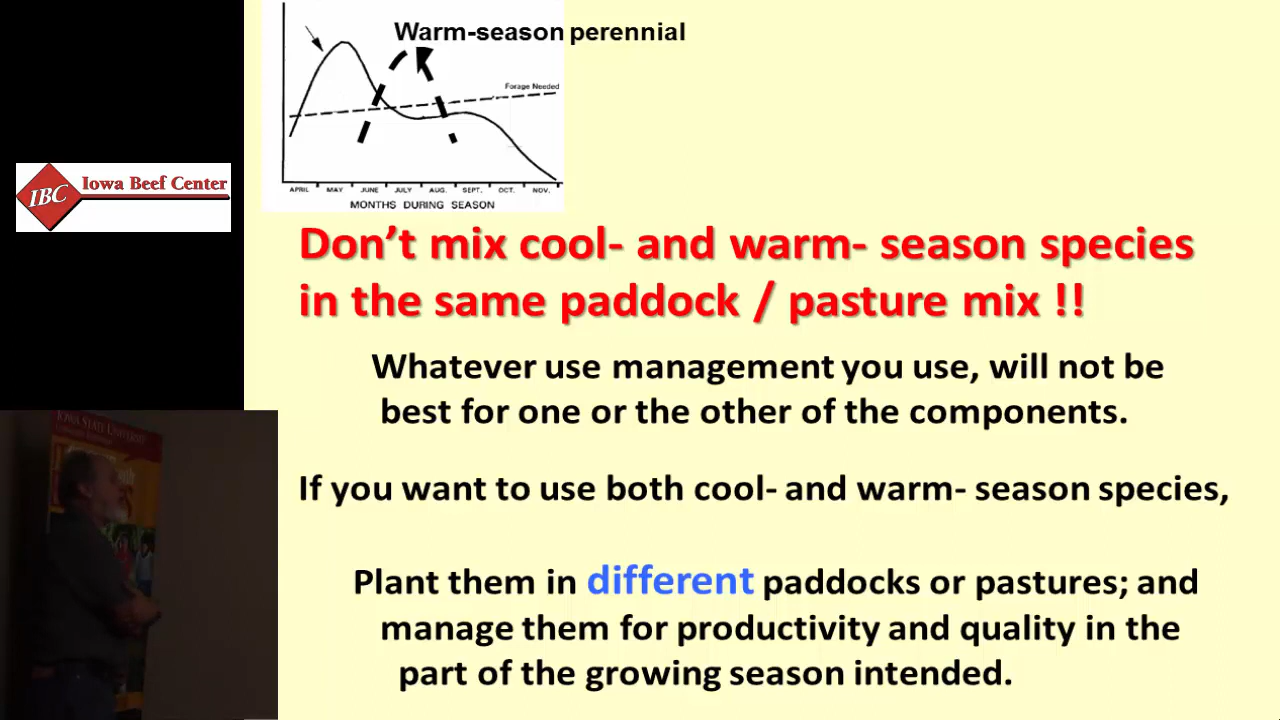 Warm-season perennial
Forage Needed
APRIL MAY JUNE JULY AUG. SEPT. OCT. NOV.
MONTHS DURING SEASON
IBC Iowa Beef Center
Don't mix cool- and warm- season species
in the same paddock / pasture mix !!
Whatever use management you use, will not be
best for one or the other of the components.
If you want to use both cool- and warm- season species,
Plant them in different paddocks or pastures; and
manage them for productivity and quality in the
part of the growing season intended.
IOWA STATE UNIVERSITY